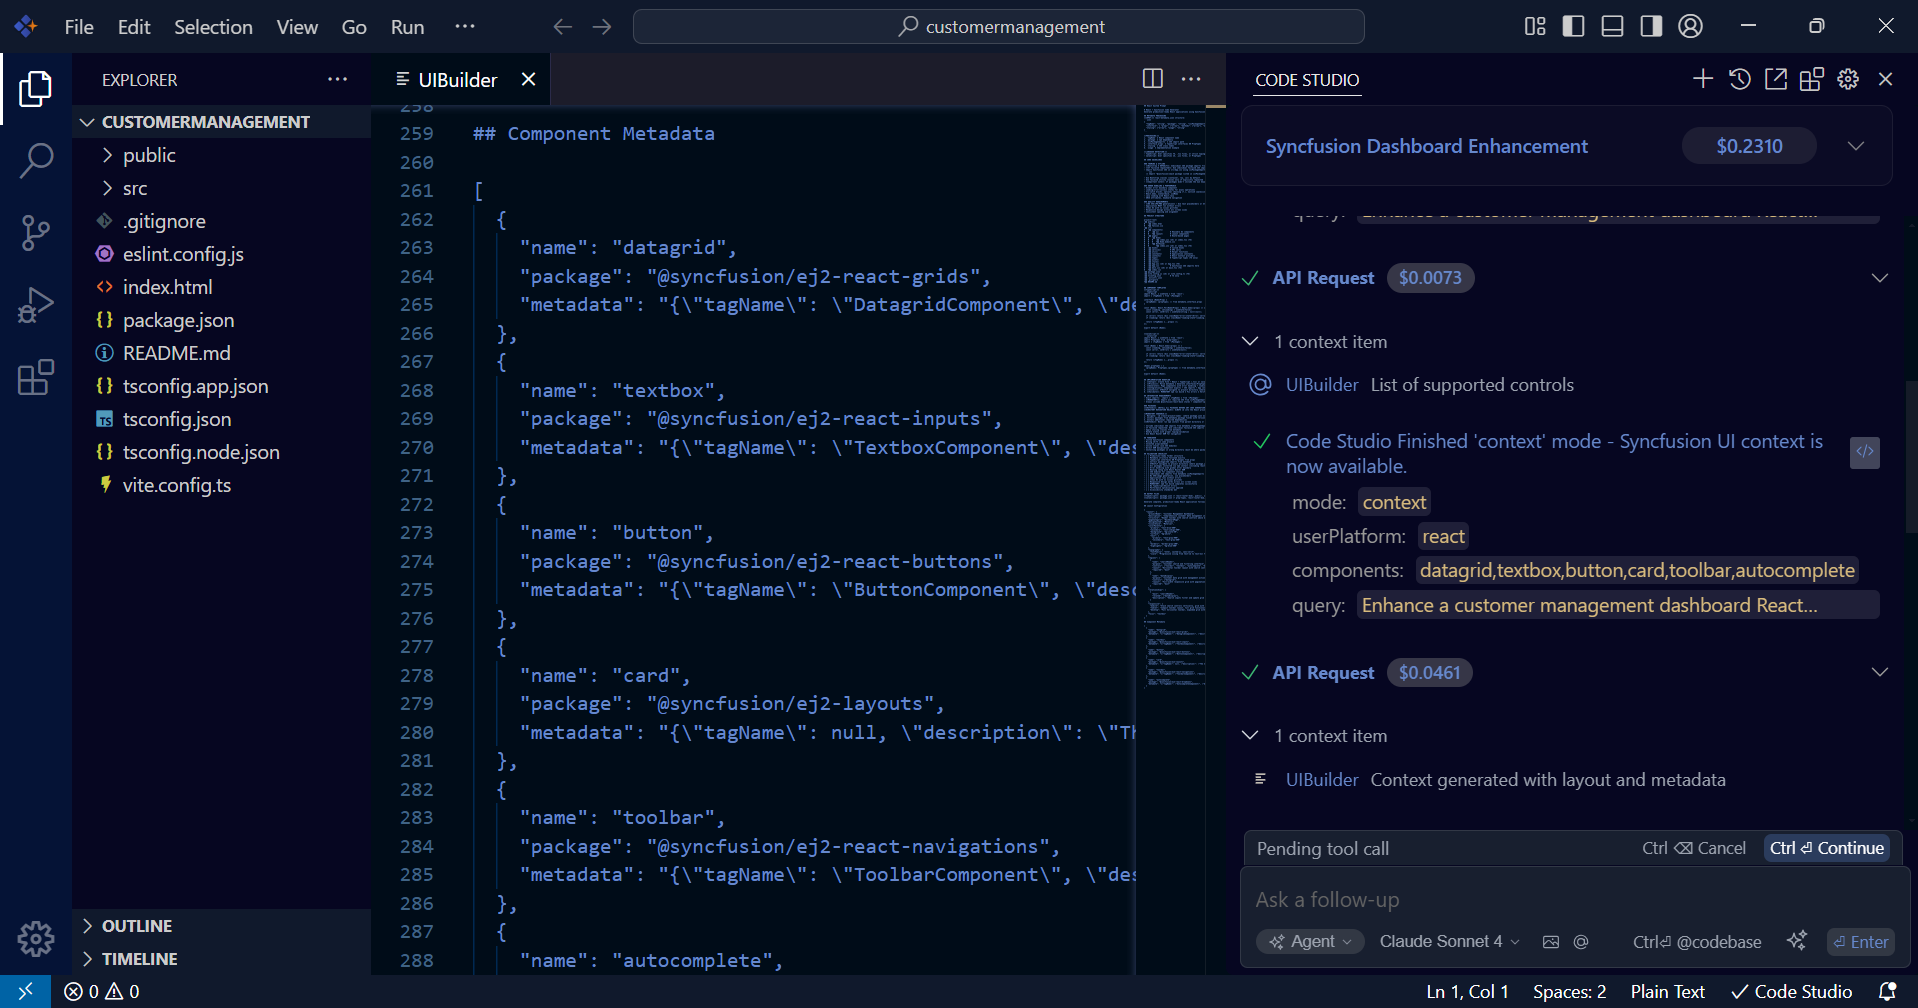 File Edit Selection View Go Run ···
customermanagement
EXPLORER
CUSTOMERMANAGEMENT
public
src
.gitignore
eslint.config.js
index.html
package.json
README.md
tsconfig.app.json
tsconfig.json
tsconfig.node.json
vite.config.ts
OUTLINE
TIMELINE
UIBuilder
258
259 ## Component Metadata
260
261 [
262 {
263 "name": "datagrid",
264 "package": "@syncfusion/ej2-react-grids",
265 "metadata": "{\"tagName\": \"DatagridComponent\", \"de
266 },
267 {
268 "name": "textbox",
269 "package": "@syncfusion/ej2-react-inputs",
270 "metadata": "{\"tagName\": \"TextboxComponent\", \"des
271 },
272 {
273 "name": "button",
274 "package": "@syncfusion/ej2-react-buttons",
275 "metadata": "{\"tagName\": \"ButtonComponent\", \"desc
276 },
277 {
278 "name": "card",
279 "package": "@syncfusion/ej2-layouts",
280 "metadata": "{\"tagName\": null, \"description\": \"Th
281 },
282 {
283 "name": "toolbar",
284 "package": "@syncfusion/ej2-react-navigations",
285 "metadata": "{\"tagName\": \"ToolbarComponent\", \"des
286 },
287 {
288 "name": "autocomplete",
CODE STUDIO
Syncfusion Dashboard Enhancement $0.2310
query: Enhance a customer management dashboard React...
API Request $0.0073
1 context item
UIBuilder List of supported controls
Code Studio Finished 'context' mode - Syncfusion UI context is
now available.
mode: context
userPlatform: react
components: datagrid,textbox,button,card,toolbar,autocomplete
query: Enhance a customer management dashboard React...
API Request $0.0461
1 context item
UIBuilder Context generated with layout and metadata
Pending tool call Ctrl ⌫ Cancel Ctrl ⏎ Continue
Ask a follow-up
Agent Claude Sonnet 4 @ Ctrl⏎ @codebase ⏎ Enter
0 0
Ln 1, Col 1 Spaces: 2 Plain Text Code Studio